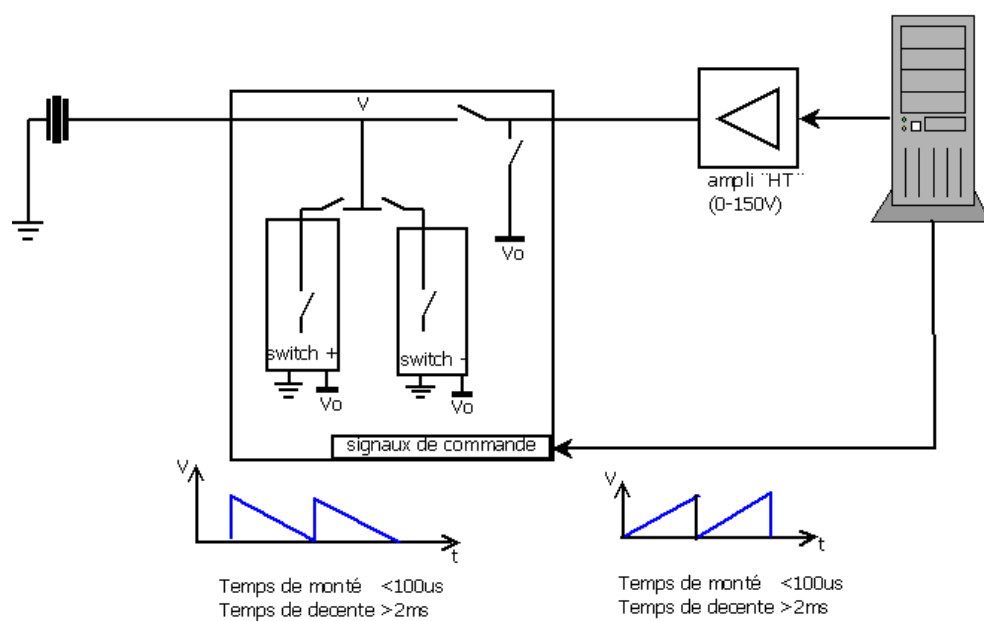 V
ampli "HT"
(0-150V)
Vo
switch +
switch -
Vo
Vo
signaux de commande
V
t
V
t
Temps de monté <100us
Temps de decente >2ms
Temps de monté <100us
Temps de decente >2ms